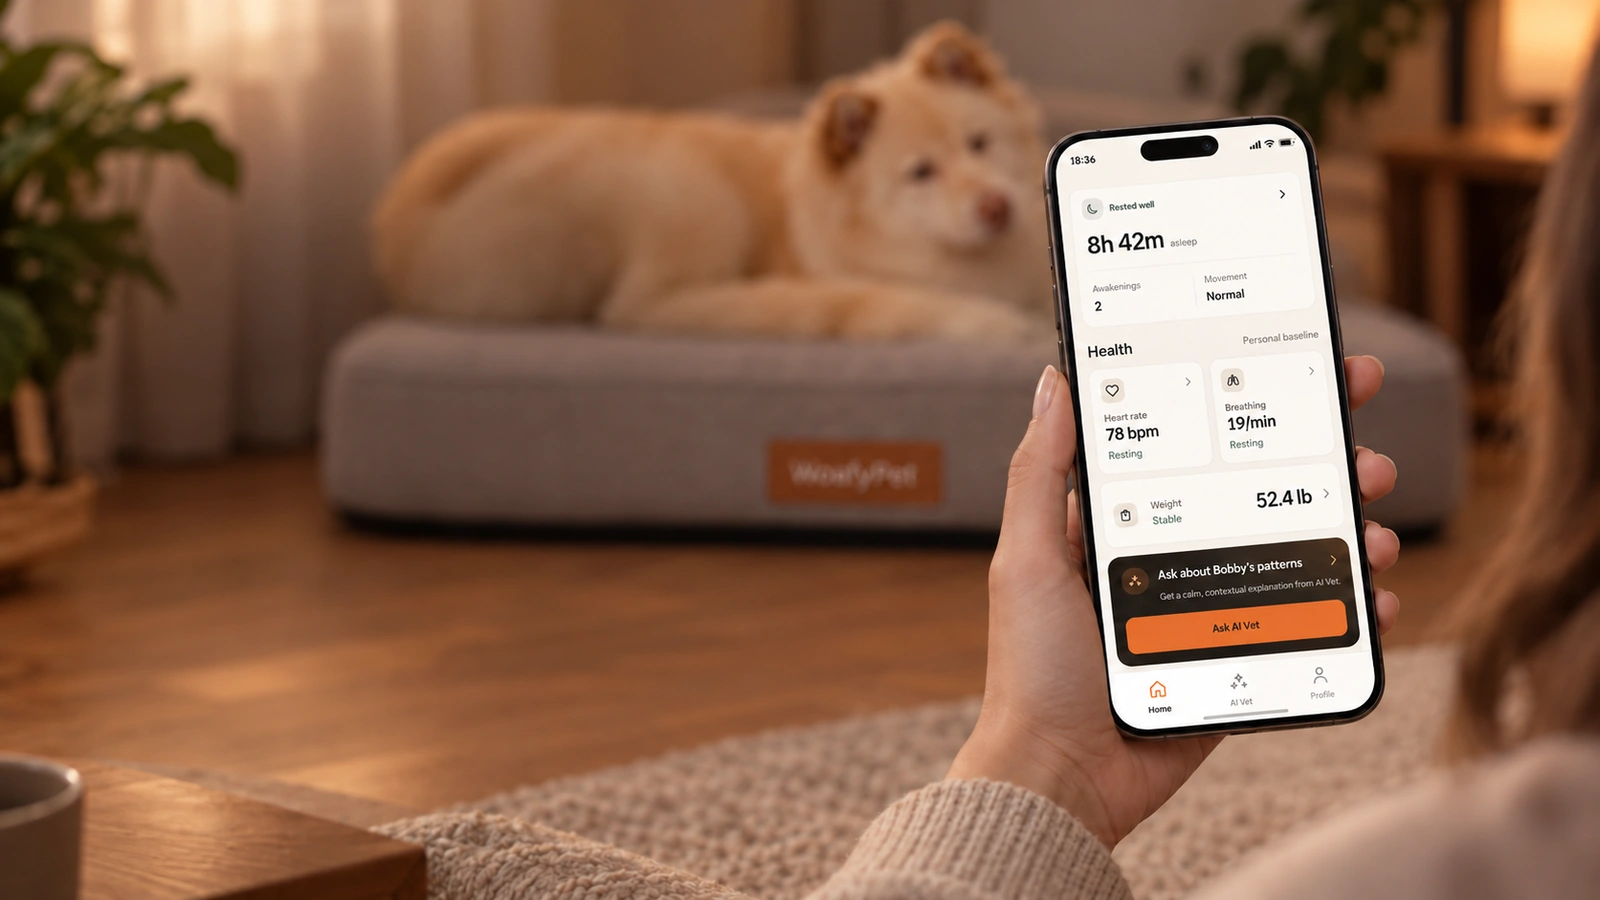 18:36
Rested well
8h 42m asleep
Awakenings
2
Movement
Normal
Health
Personal baseline
Heart rate
78 bpm
Resting
Breathing
19/min
Resting
Weight
Stable
52.4 lb
Ask about Bobby's patterns
Get a calm, contextual explanation from AI Vet.
Ask AI Vet
Home
AI Vet
Profile
WoofyPet